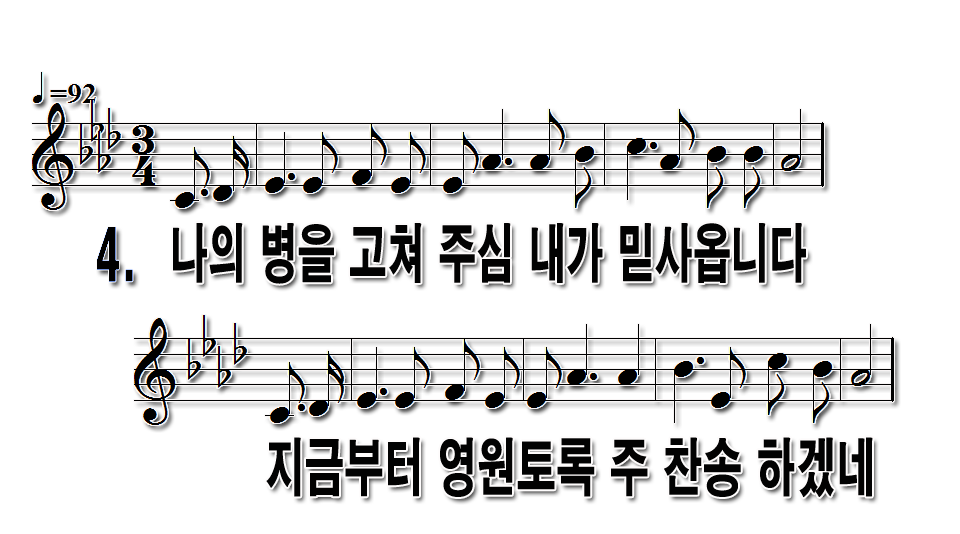 ♩=92
3
4
4. 나의 병을 고쳐 주심 내가 믿사옵니다
지금부터 영원토록 주 찬송 하겠네